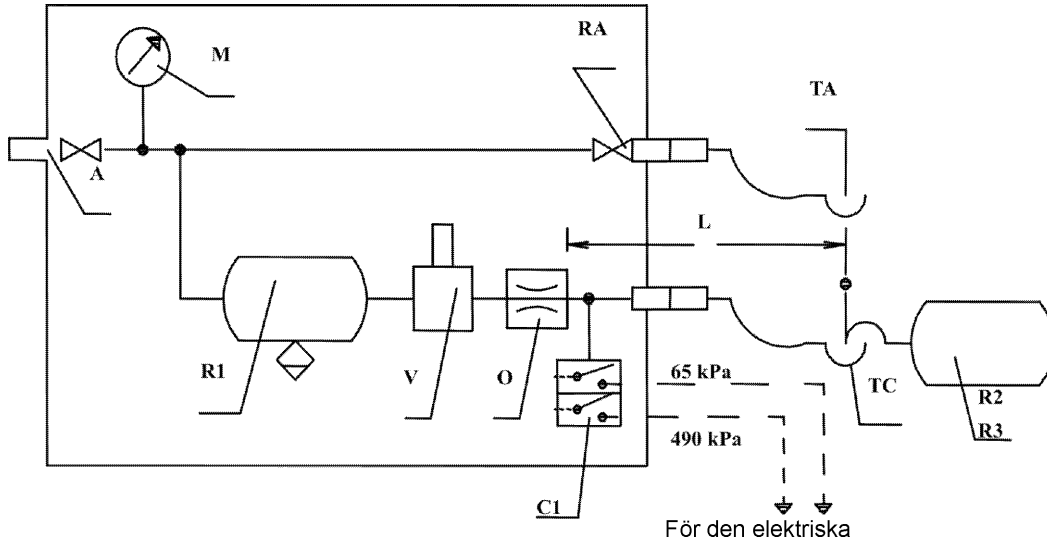 M
RA
TA
A
L
R1
V
O
65 kPa
TC
R2
490 kPa
R3
C1
För den elektriska